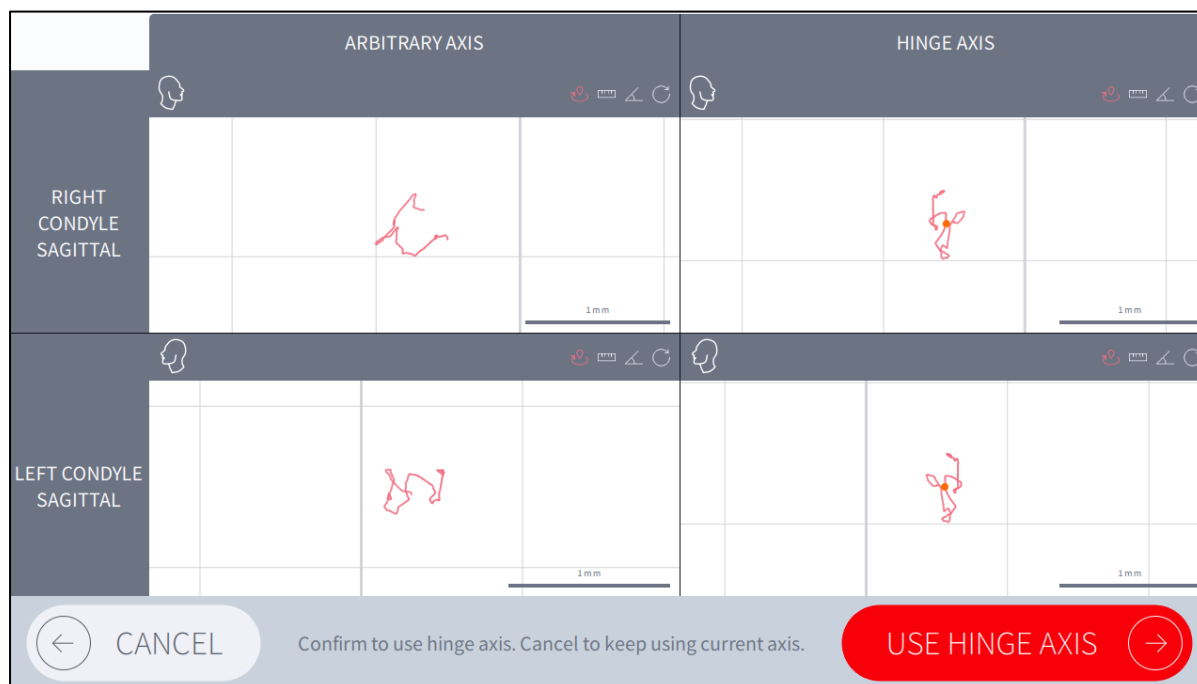 ARBITRARY AXIS
HINGE AXIS
RIGHT
CONDYLE
SAGITTAL
1mm
1mm
LEFT CONDYLE
SAGITTAL
1mm
1mm
CANCEL
Confirm to use hinge axis. Cancel to keep using current axis.
USE HINGE AXIS